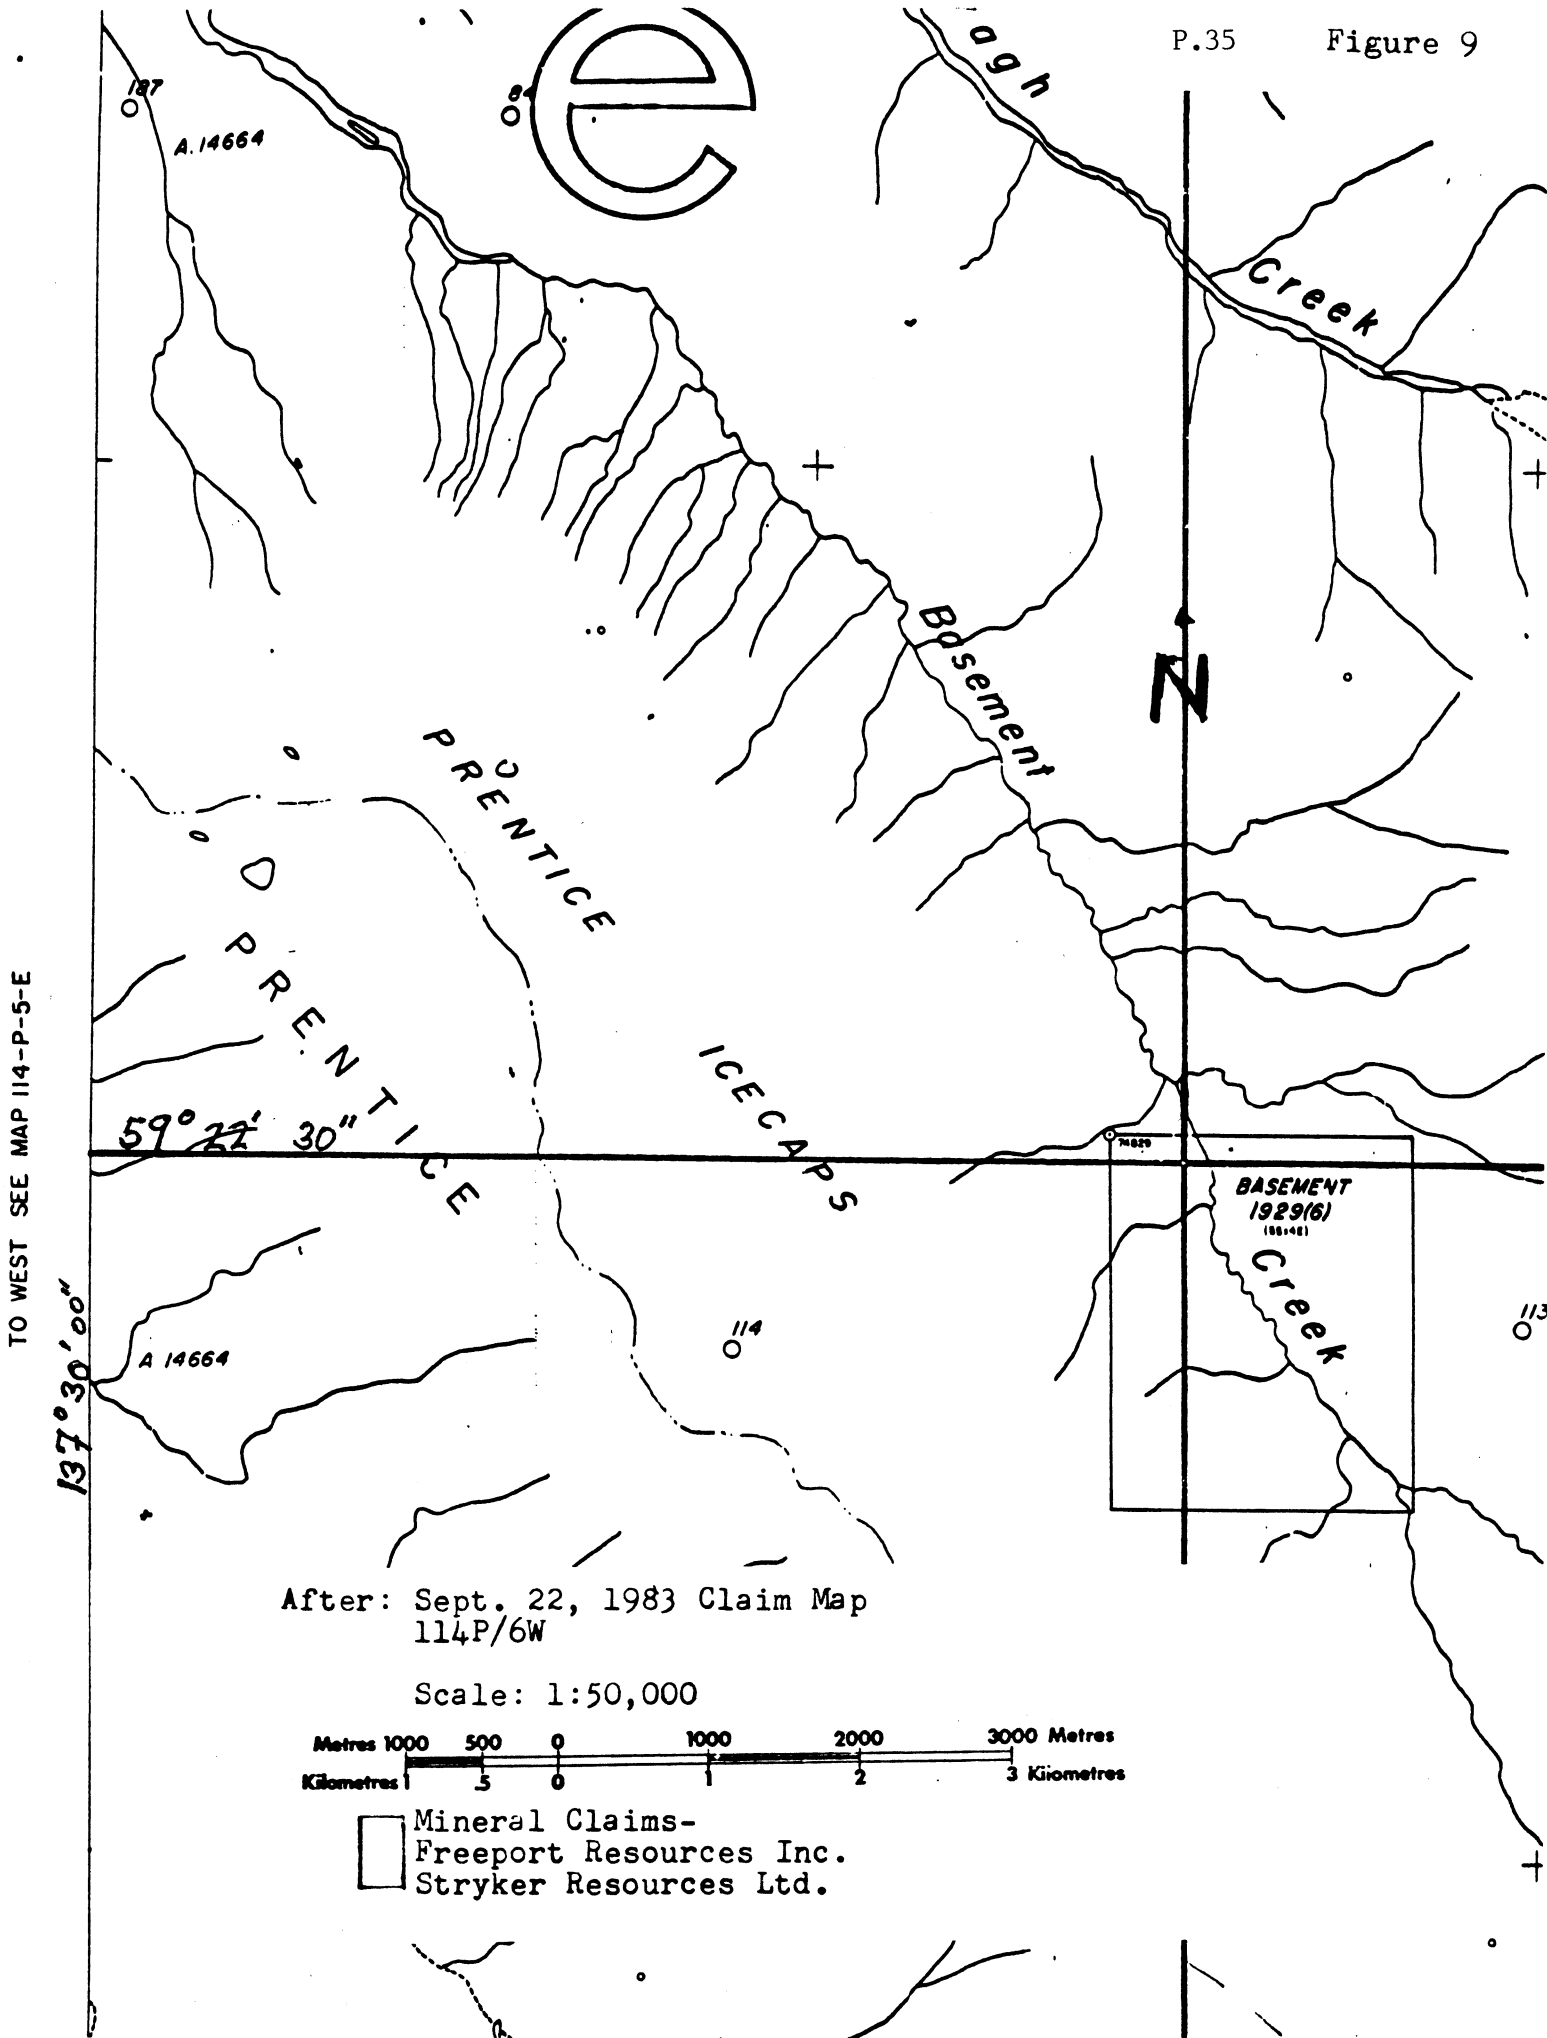 P.35 Figure 9
e
agh
187
84
A.14664
Creek
Basement
N
PRENTICE
PRENTICE
ICECAPS
TO WEST SEE MAP 114-P-5-E
59° 22' 30"
74829
BASEMENT
1929(6)
Creek
137°30'00"
A 14664
114
113
After: Sept. 22, 1983 Claim Map
114P/6W
Scale: 1:50,000
Metres 1000 500 0 1000 2000 3000 Metres
Kilometres 1 .5 0 1 2 3 Kilometres
Mineral Claims-
Freeport Resources Inc.
Stryker Resources Ltd.